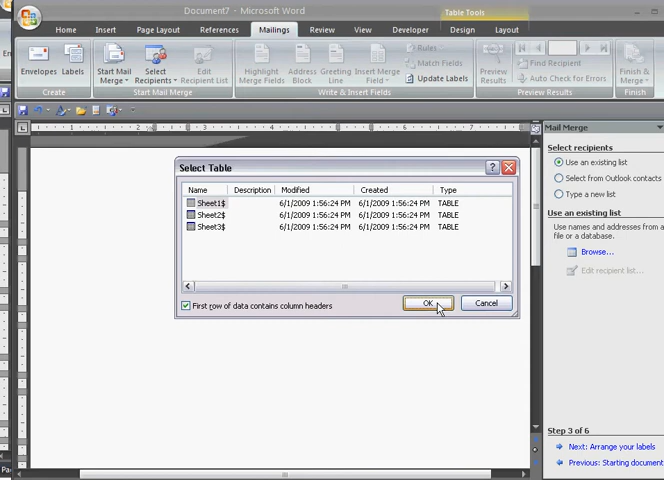 Document7 - Microsoft Word
Table Tools
Home Insert Page Layout References Mailings Review View Developer Design Layout
Envelopes Labels
Create
Start Mail Merge
Select Recipients
Edit Recipient List
Start Mail Merge
Highlight Merge Fields
Address Block
Greeting Line
Insert Merge Field
Rules
Match Fields
Update Labels
Write & Insert Fields
Preview Results
Find Recipient
Auto Check for Errors
Preview Results
Finish & Merge
Finish
Select Table
Name Description Modified Created Type
Sheet1$ 6/1/2009 1:56:24 PM 6/1/2009 1:56:24 PM TABLE
Sheet2$ 6/1/2009 1:56:24 PM 6/1/2009 1:56:24 PM TABLE
Sheet3$ 6/1/2009 1:56:24 PM 6/1/2009 1:56:24 PM TABLE
First row of data contains column headers
OK Cancel
Mail Merge
Select recipients
Use an existing list
Select from Outlook contacts
Type a new list
Use an existing list
Use names and addresses from a
file or a database.
Browse...
Edit recipient list...
Step 3 of 6
Next: Arrange your labels
Previous: Starting document